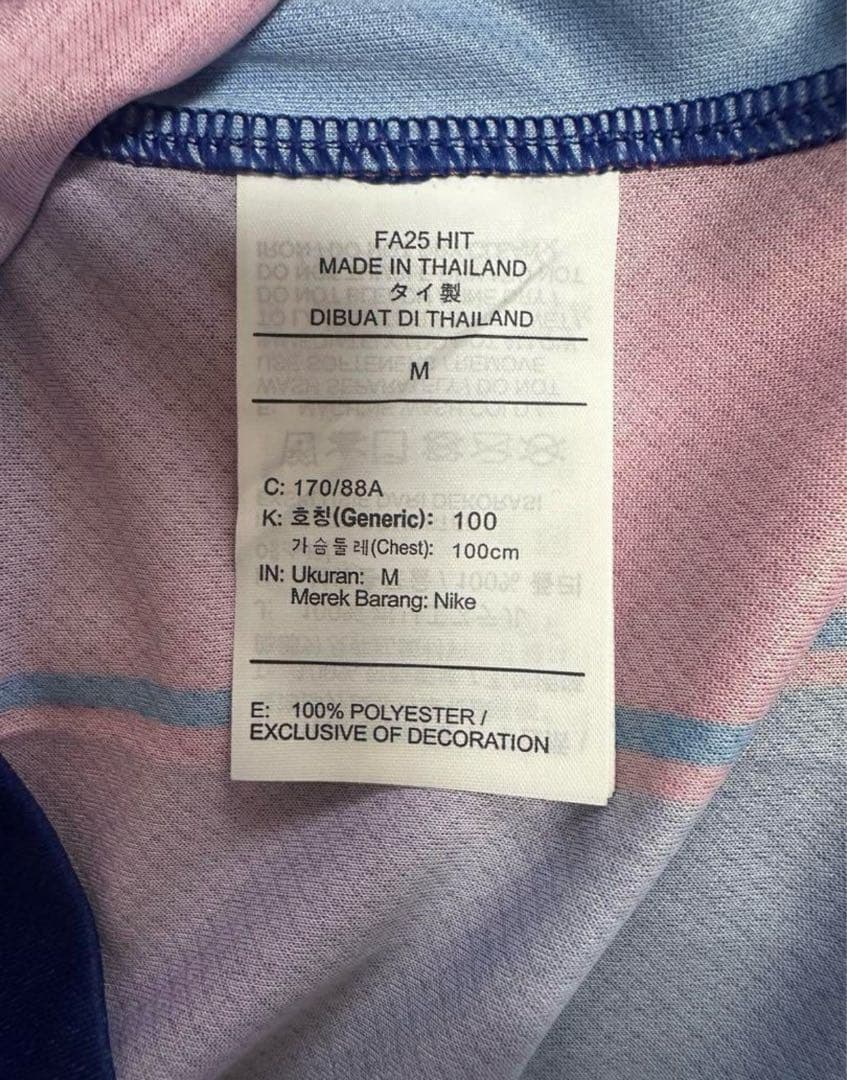 FA25 HIT
MADE IN THAILAND
タイ製
DIBUAT DI THAILAND
M
C: 170/88A
K: 호칭(Generic): 100
가슴둘레(Chest): 100cm
IN: Ukuran: M
Merek Barang: Nike
E: 100% POLYESTER /
EXCLUSIVE OF DECORATION